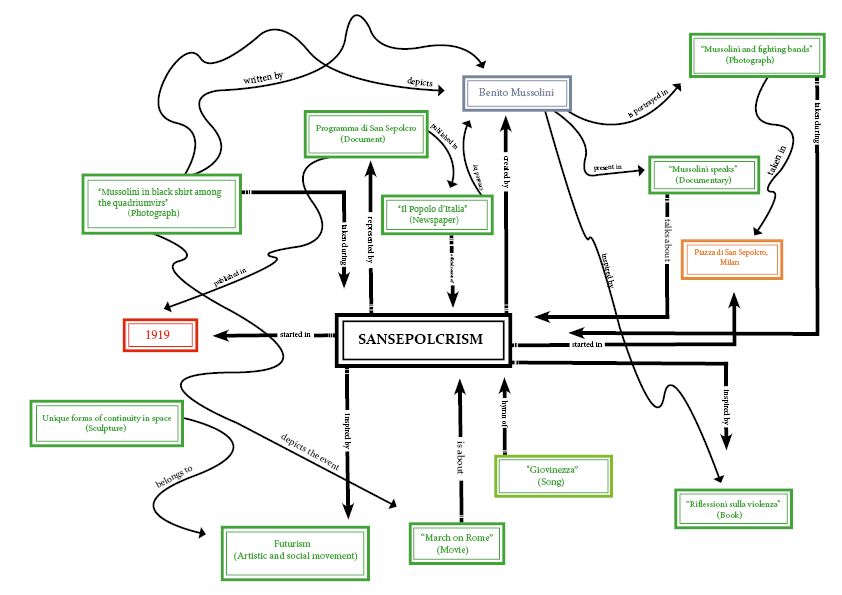 "Mussolini and fighting bands"
(Photograph)
written by
depicts
Benito Mussolini
is portrayed in
taken during
Programma di San Sepolcro
(Document)
published in
created by
created by
present in
"Mussolini speaks"
(Documentary)
taken in
"Mussolini in black shirt among
the quadriumvirs"
(Photograph)
"Il Popolo d'Italia"
(Newspaper)
taken during
represented by
talks about
Piazza di San Sepolcro,
Milan
inspired by
published in
1919
started in
SANSEPOLCRISM
started in
Unique forms of continuity in space
(Sculpture)
inspired by
is about
hymn of
inspired by
depicts the event
belongs to
"Giovinezza"
(Song)
"Riflessioni sulla violenza"
(Book)
Futurism
(Artistic and social movement)
"March on Rome"
(Movie)